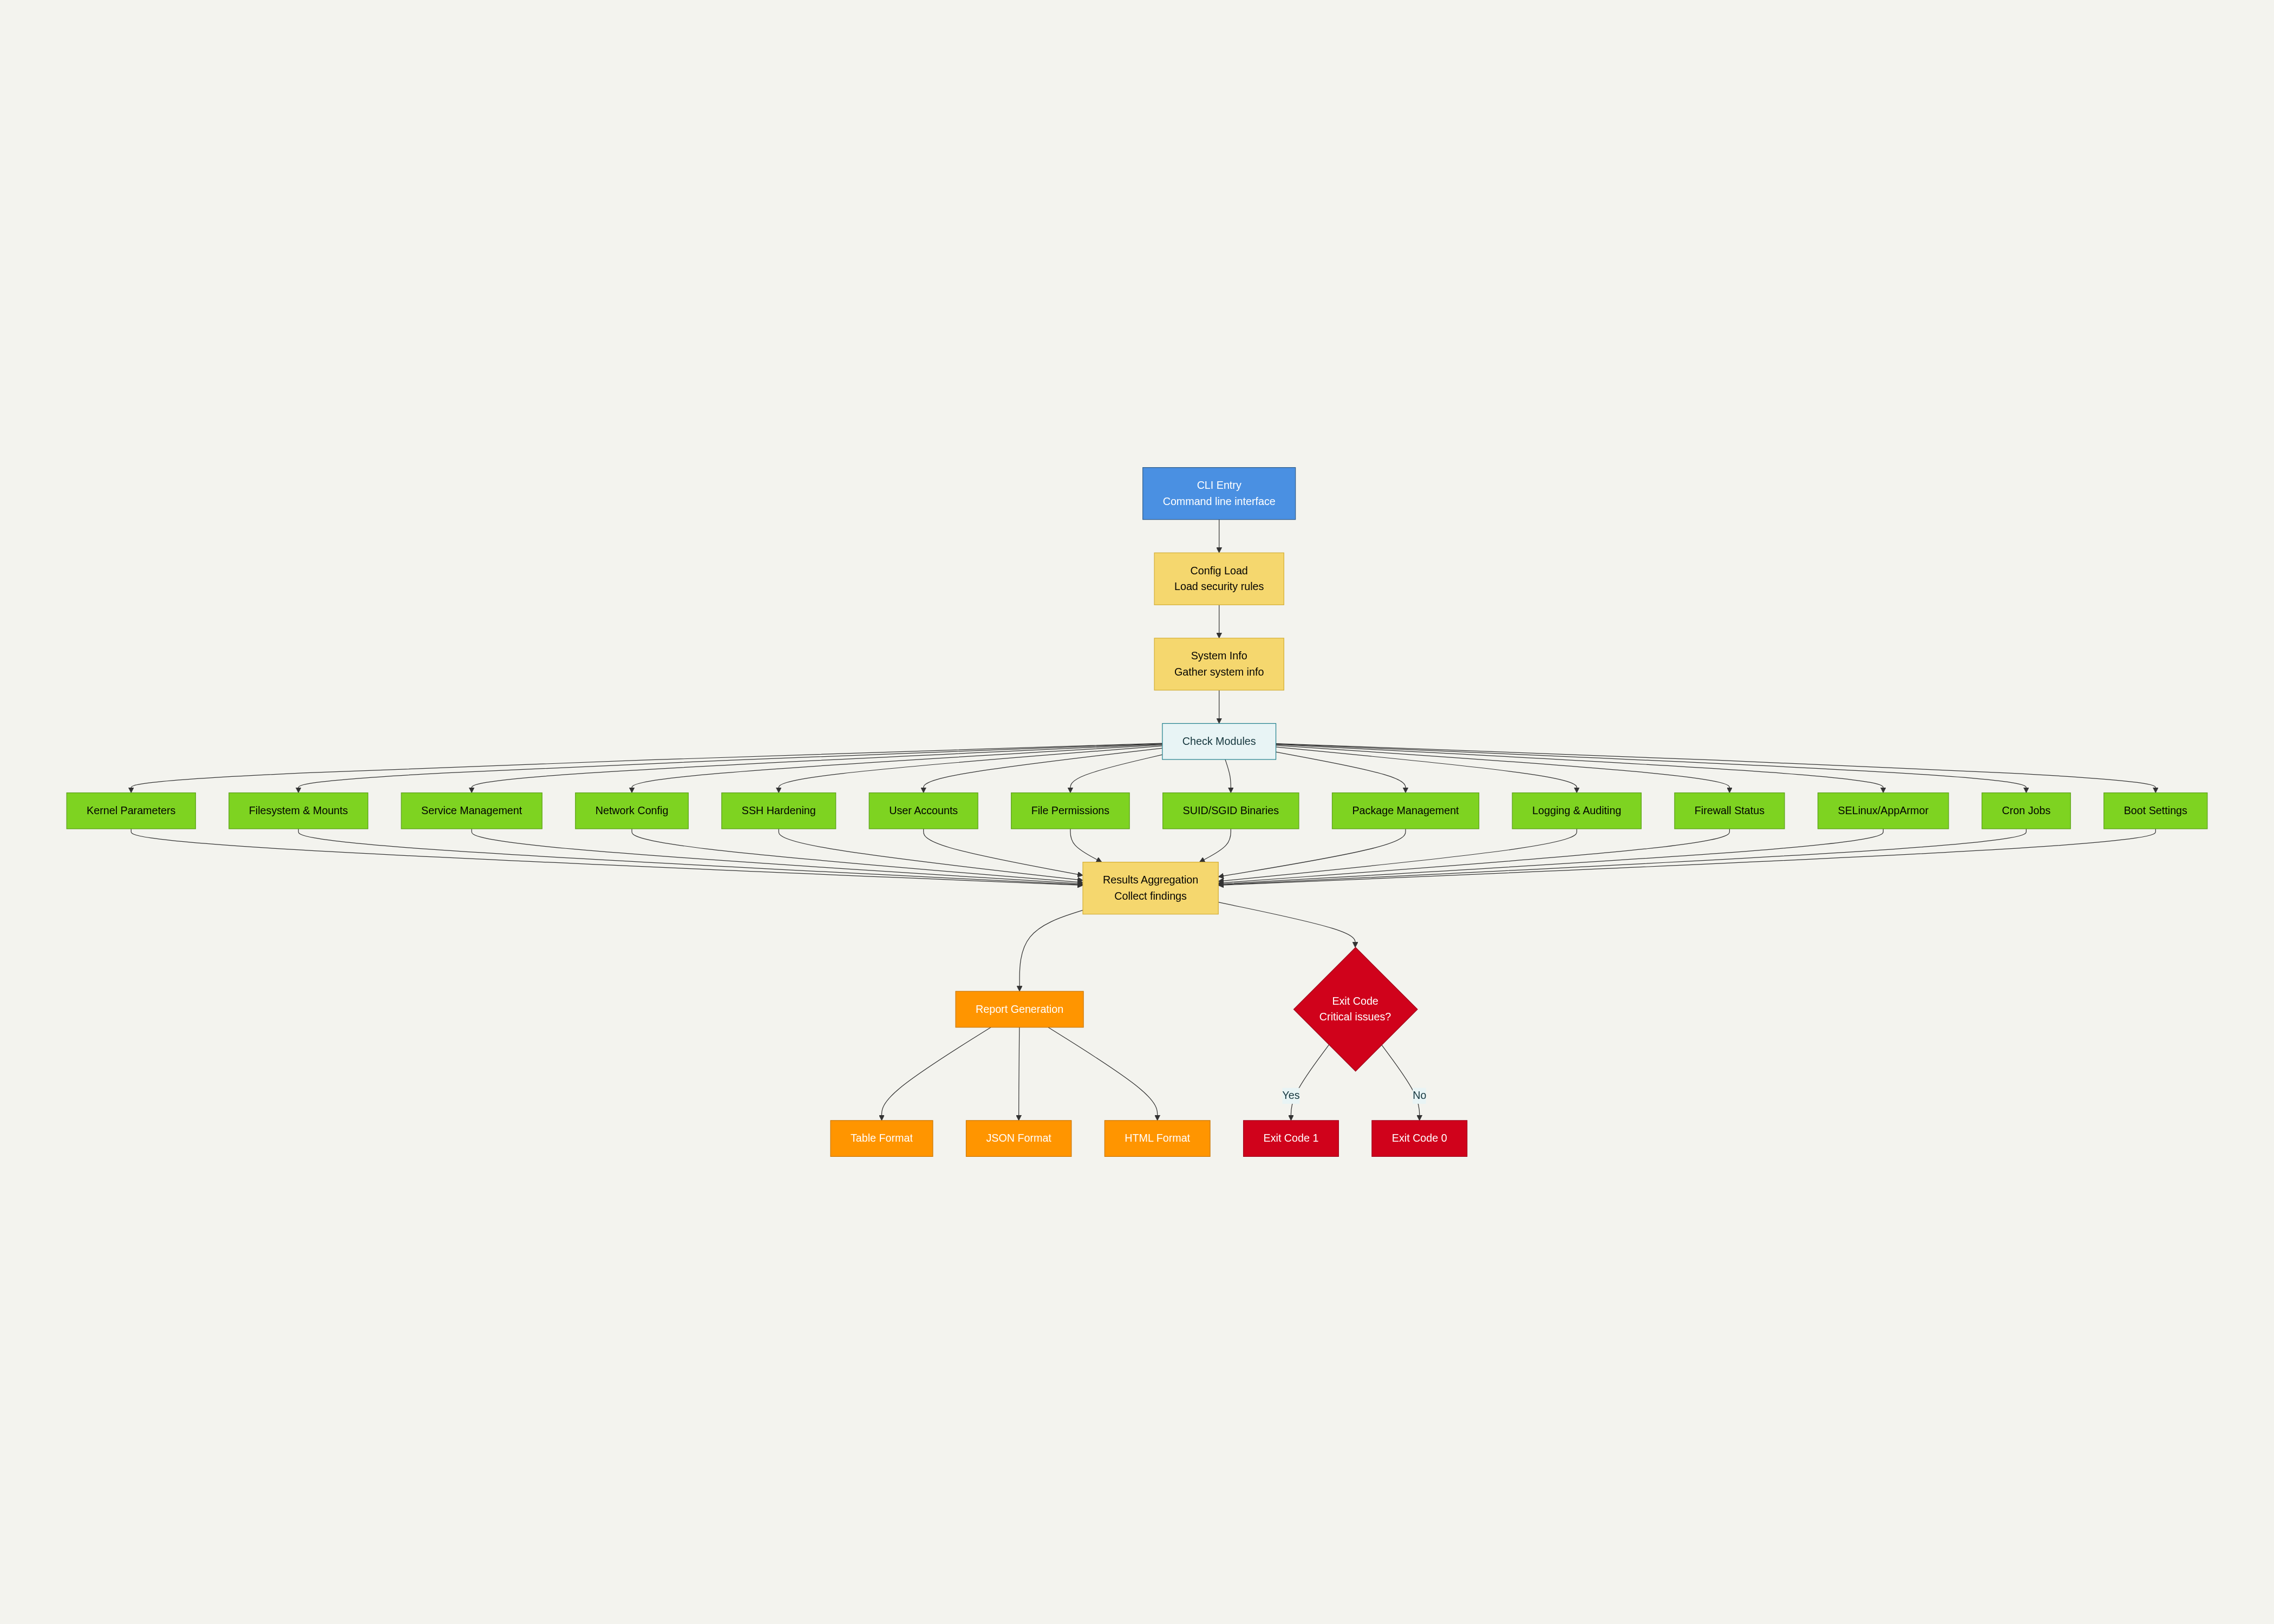 CLI Entry
Command line interface
Config Load
Load security rules
System Info
Gather system info
Check Modules
Kernel Parameters
Filesystem & Mounts
Service Management
Network Config
SSH Hardening
User Accounts
File Permissions
SUID/SGID Binaries
Package Management
Logging & Auditing
Firewall Status
SELinux/AppArmor
Cron Jobs
Boot Settings
Results Aggregation
Collect findings
Report Generation
Exit Code
Critical issues?
Yes
No
Table Format
JSON Format
HTML Format
Exit Code 1
Exit Code 0